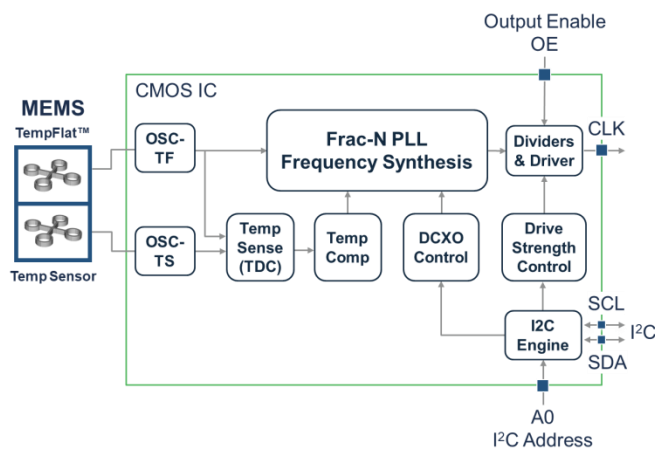 Output Enable
OE
CMOS IC
MEMS
TempFlat™
OSC-
TF
Frac-N PLL
Frequency Synthesis
Dividers
& Driver
CLK
OSC-
TS
Temp
Sense
(TDC)
Temp
Comp
DCXO
Control
Drive
Strength
Control
Temp Sensor
SCL
I2C
Engine
I²C
SDA
A0
I²C Address